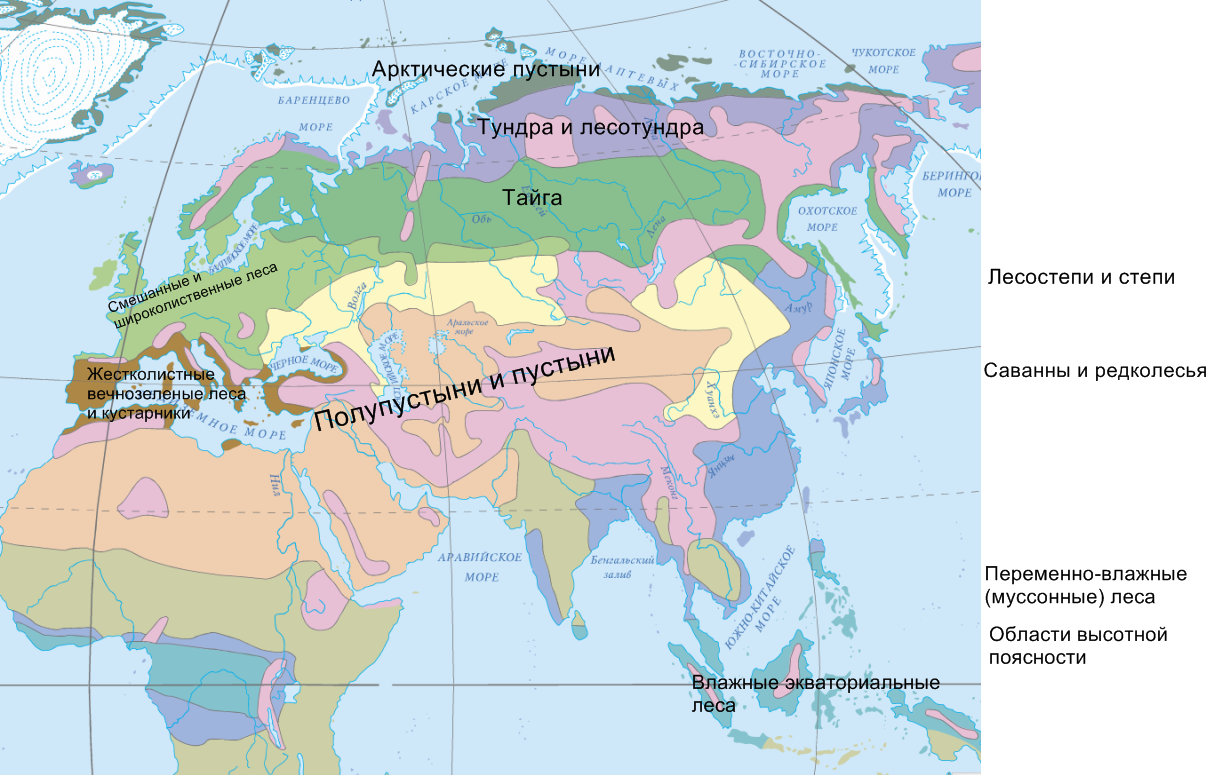 Арктические пустыни
МОРЕ ЛАПТЕВЫХ
ВОСТОЧНО-
-СИБИРСКОЕ
МОРЕ
ЧУКОТСКОЕ
МОРЕ
КАРСКОЕ МОРЕ
БАРЕНЦЕВО
МОРЕ
Тундра и лесотундра
БЕРИНГОВО
МОРЕ
Тайга
Енисей
Обь
Лена
ОХОТСКОЕ
МОРЕ
БАЛТИЙСКОЕ МОРЕ
Смешанные и
широколиственные леса
Лесостепи и степи
Волга
Амур
Аральское
море
ЧЕРНОЕ МОРЕ
ЯПОНСКОЕ
МОРЕ
Полупустыни и пустыни
Саванны и редколесья
Жестколистные
вечнозеленые леса
и кустарники
МНОЕ МОРЕ
Хуанхэ
Янцзы
Меконг
Нил
АРАВИЙСКОЕ
МОРЕ
Бенгальский
залив
ЮЖНО-КИТАЙСКОЕ
МОРЕ
Переменно-влажные
(муссонные) леса
Области высотной
поясности
Влажные экваториальные
леса